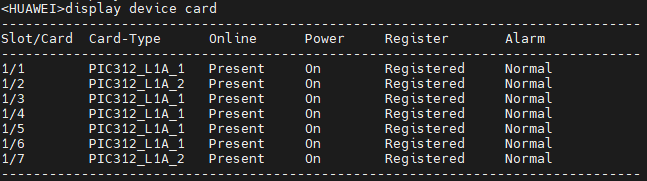 <HUAWEI>display device card
--------------------------------------------------------------------------------
Slot/Card  Card-Type      Online      Power     Register       Alarm
--------------------------------------------------------------------------------
1/1        PIC312_L1A_1   Present     On        Registered     Normal
1/2        PIC312_L1A_2   Present     On        Registered     Normal
1/3        PIC312_L1A_1   Present     On        Registered     Normal
1/4        PIC312_L1A_1   Present     On        Registered     Normal
1/5        PIC312_L1A_1   Present     On        Registered     Normal
1/6        PIC312_L1A_1   Present     On        Registered     Normal
1/7        PIC312_L1A_2   Present     On        Registered     Normal
--------------------------------------------------------------------------------